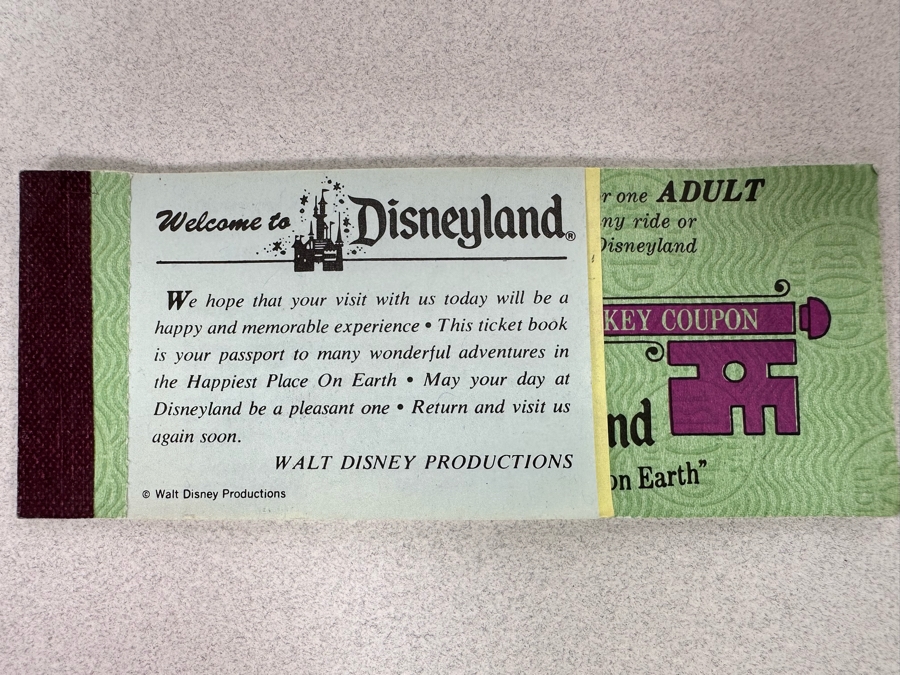 Welcome to Disneyland®
We hope that your visit with us today will be a
happy and memorable experience • This ticket book
is your passport to many wonderful adventures in
the Happiest Place On Earth • May your day at
Disneyland be a pleasant one • Return and visit us
again soon.
WALT DISNEY PRODUCTIONS
© Walt Disney Productions
r one ADULT
ny ride or
Disneyland
KEY COUPON
nd
on Earth”